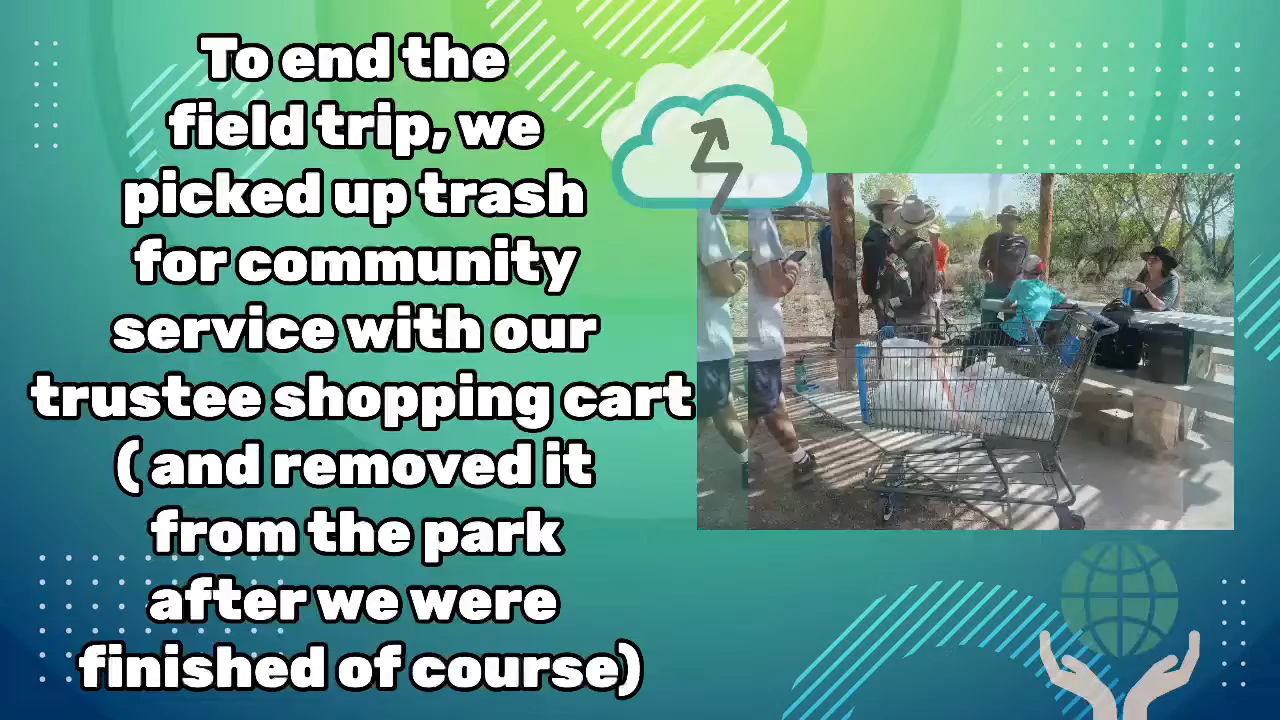 To end the
field trip, we
picked up trash
for community
service with our
trustee shopping cart
( and removed it
from the park
after we were
finished of course)